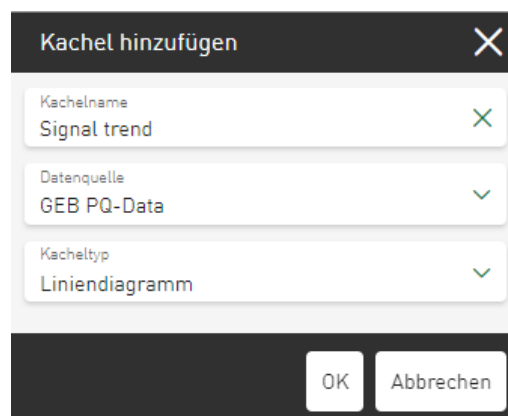 Kachel hinzufügen
Kachelname
Signal trend
Datenquelle
GEB PQ-Data
Kacheltyp
Liniendiagramm
OK Abbrechen